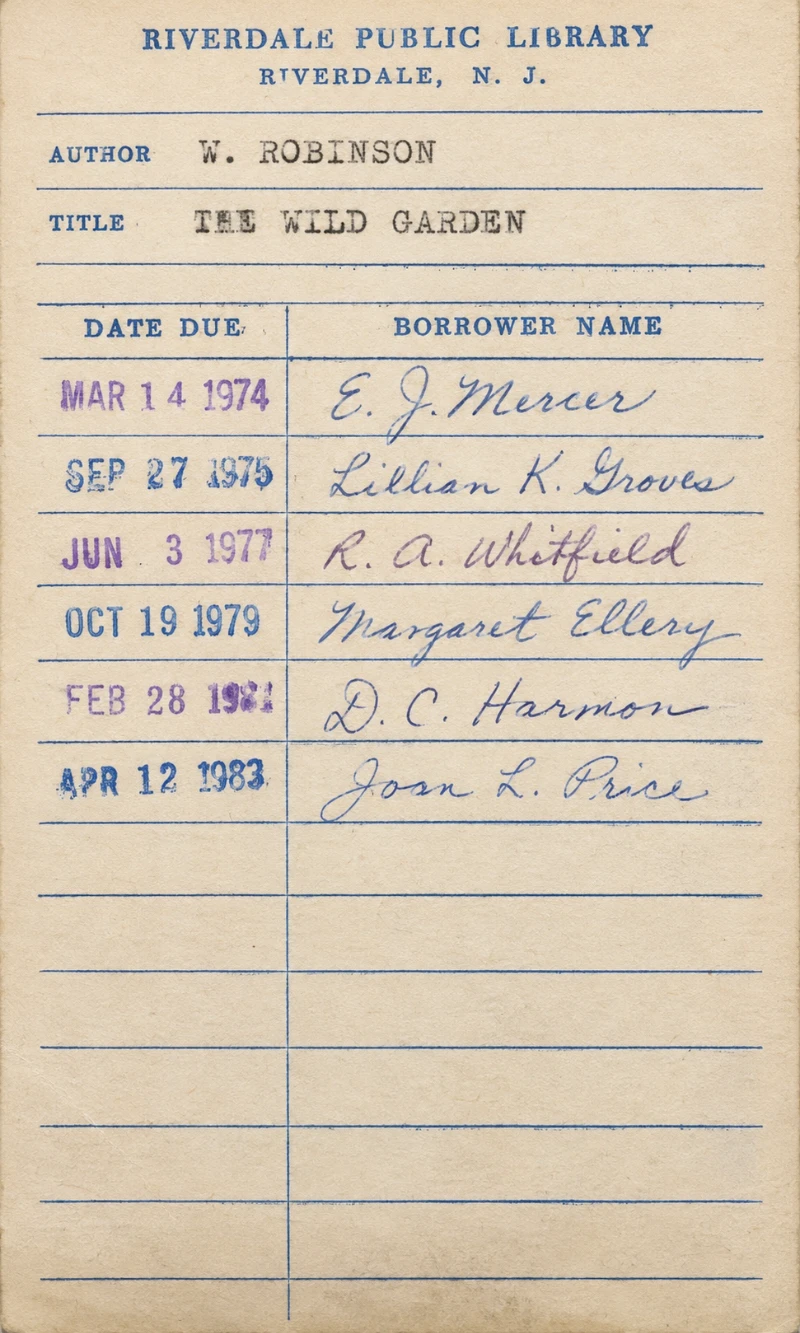 RIVERDALE PUBLIC LIBRARY
RIVERDALE, N. J.
AUTHOR W. ROBINSON
TITLE THE WILD GARDEN
DATE DUE BORROWER NAME
MAR 14 1974 E. J. Mercer
SEP 27 1975 Lillian K. Groves
JUN 3 1977 R. A. Whitfield
OCT 19 1979 Margaret Ellery
FEB 28 D. C. Harmon
APR 12 1983 Joan L. Price